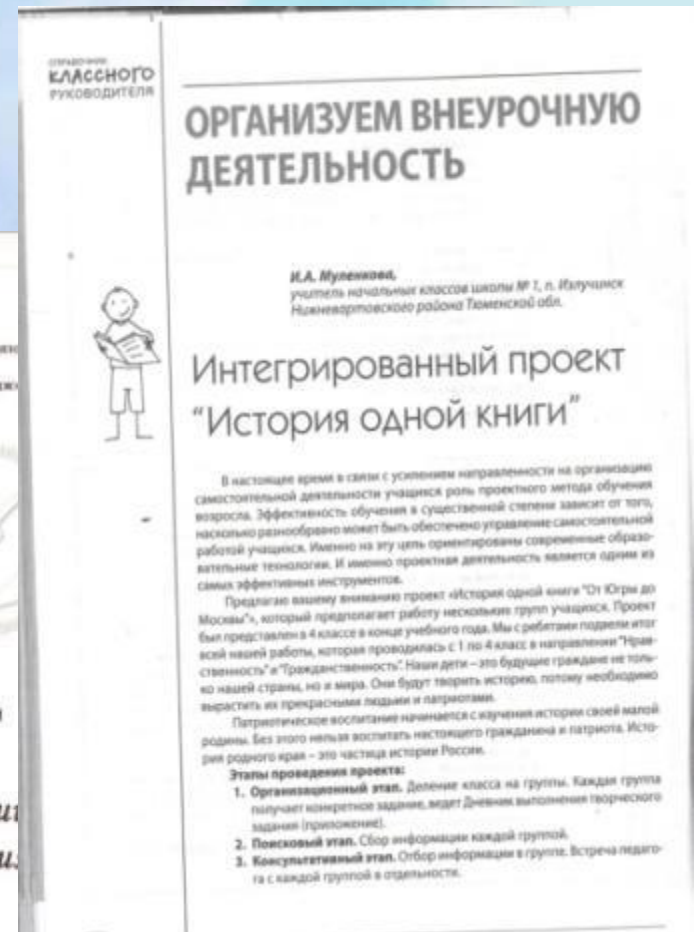 СПРАВОЧНИК
КЛАССНОГО
РУКОВОДИТЕЛЯ
ОРГАНИЗУЕМ ВНЕУРОЧНУЮ
ДЕЯТЕЛЬНОСТЬ
И.А. Муленкова,
учитель начальных классов школы № 1, п. Излучинск
Нижневартовского района Тюменской обл.
Интегрированный проект
"История одной книги"
В настоящее время в связи с усилением направленности на организацию
самостоятельной деятельности учащихся роль проектного метода обучения
возросла. Эффективность обучения в существенной степени зависит от того,
насколько разнообразно может быть обеспечено управление самостоятельной
работой учащихся. Именно на эту цель ориентированы современные образо-
вательные технологии. И именно проектная деятельность является одним из
самых эффективных инструментов.
Предлагаю вашему вниманию проект «История одной книги "От Югры до
Москвы"», который предполагает работу нескольких групп учащихся. Проект
был представлен в 4 классе в конце учебного года. Мы с ребятами подвели итог
всей нашей работы, которая проводилась с 1 по 4 класс в направлении "Нрав-
ственность" и "Гражданственность". Наши дети – это будущие граждане не толь-
ко нашей страны, но и мира. Они будут творить историю, потому необходимо
вырастить их прекрасными людьми и патриотами.
Патриотическое воспитание начинается с изучения истории своей малой
родины. Без этого нельзя воспитать настоящего гражданина и патриота. Исто-
рия родного края – это частица истории России.
Этапы проведения проекта:
1. Организационный этап. Деление класса на группы. Каждая группа
получает конкретное задание, ведет Дневник выполнения творческого
задания (приложение).
2. Поисковый этап. Сбор информации каждой группой.
3. Консультативный этап. Отбор информации в группе. Встреча педаго-
га с каждой группой в отдельности.